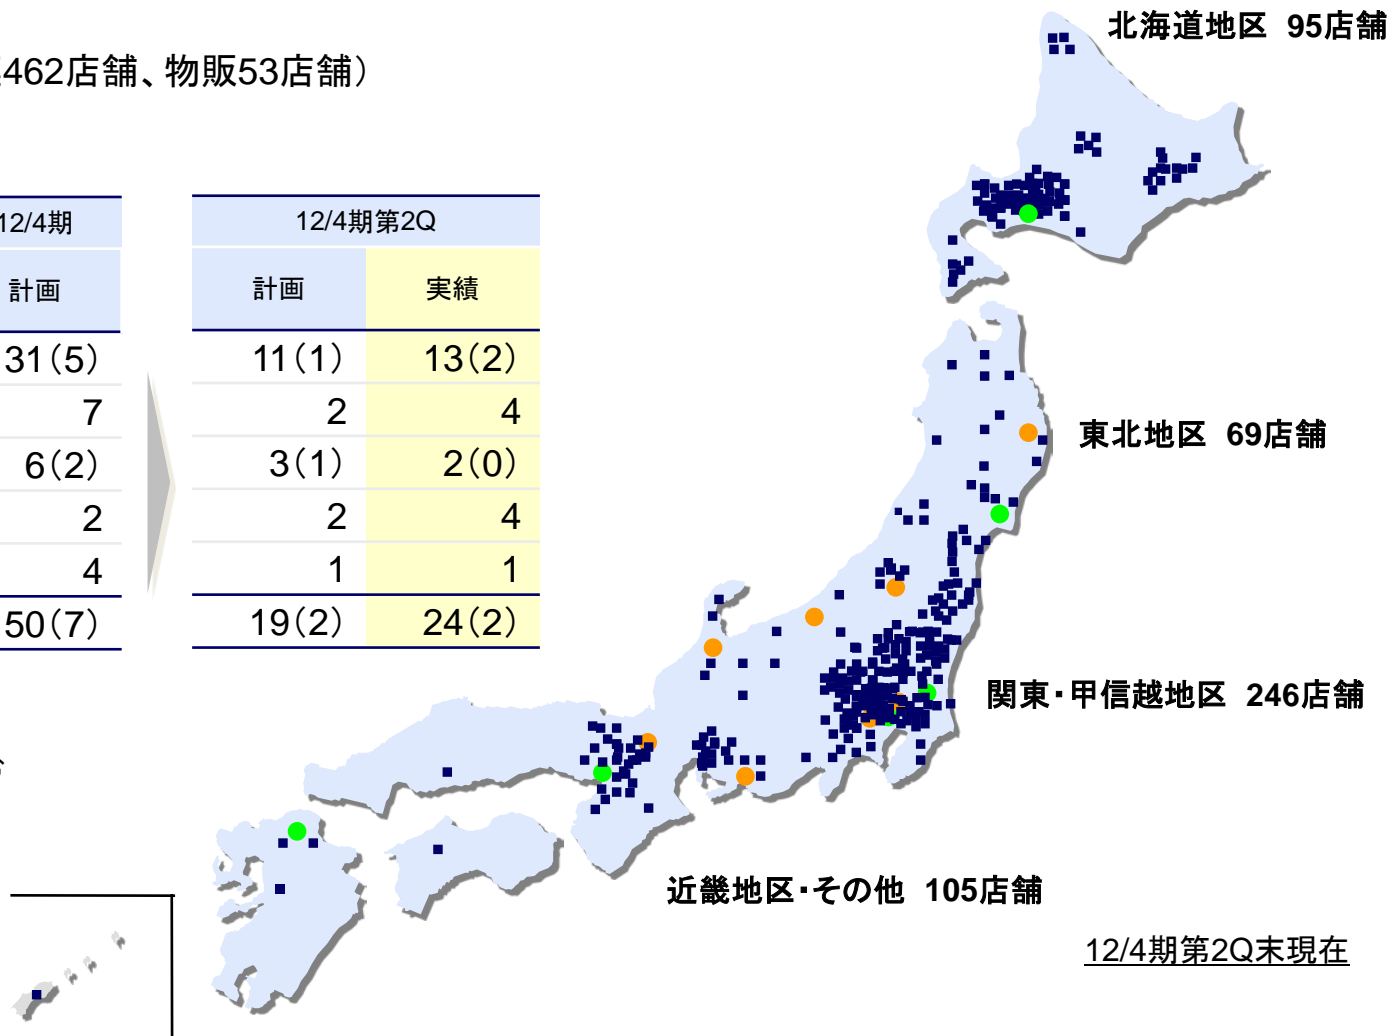 北海道地区 95店舗
462店舗、物販53店舗）
12/4期
12/4期第2Q
計画
計画 実績
31(5) 11(1) 13(2)
7 2 4
6(2) 3(1) 2(0)
2 2 4
4 1 1
50(7) 19(2) 24(2)
東北地区 69店舗
関東・甲信越地区 246店舗
近畿地区・その他 105店舗
12/4期第2Q末現在